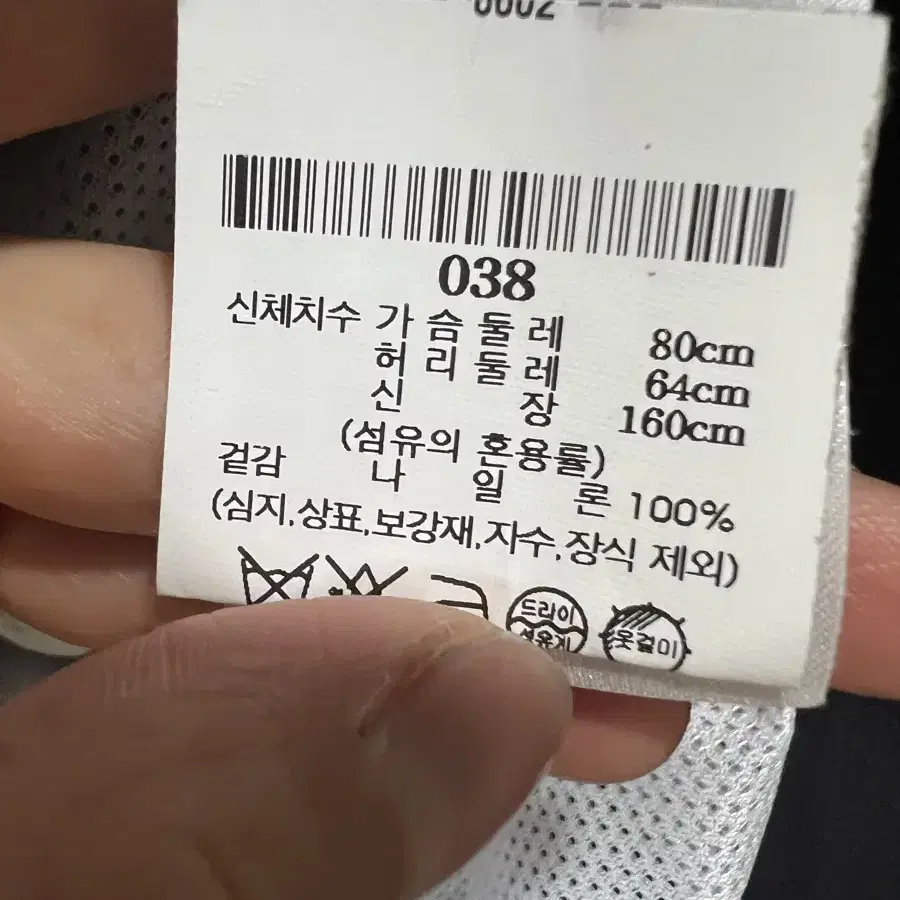 038
신체치수 가슴둘레 80cm
허리둘레 64cm
신장 160cm
(섬유의 혼용률)
겉감 나일론 100%
(심지,상표,보강재,자수,장식 제외)
드라이
옷걸이